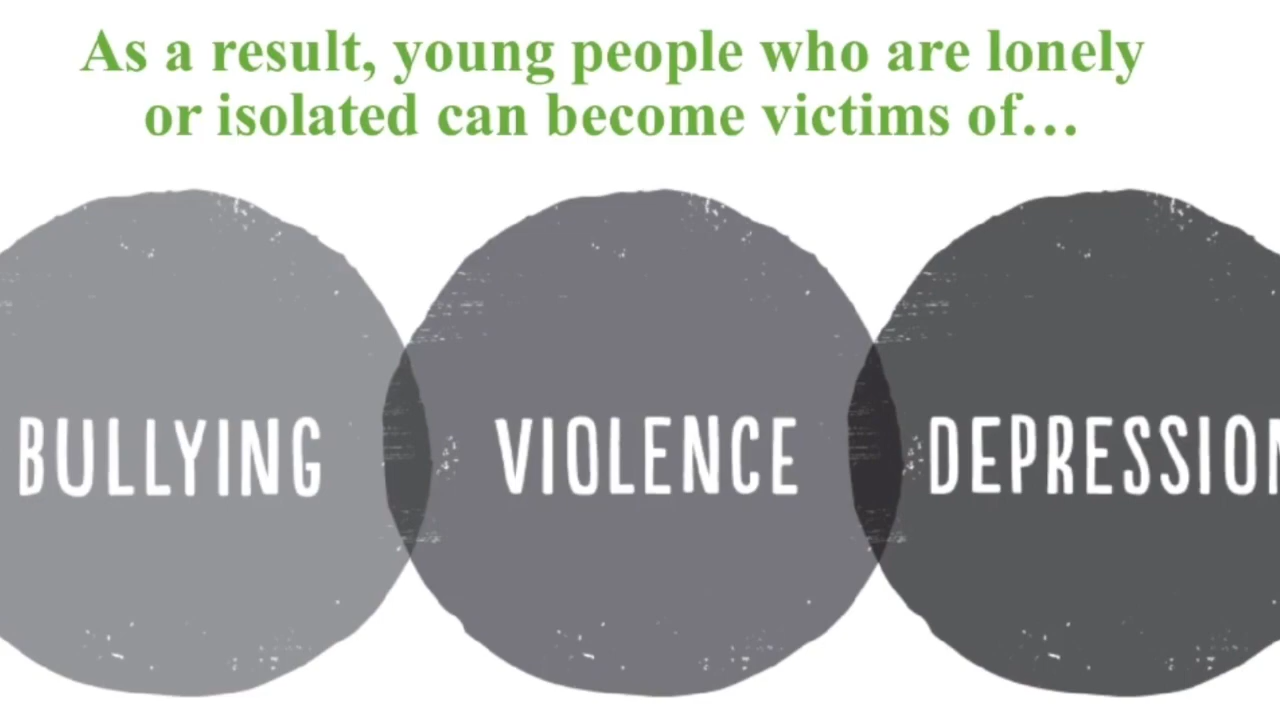 As a result, young people who are lonely
or isolated can become victims of…
BULLYING VIOLENCE DEPRESSION